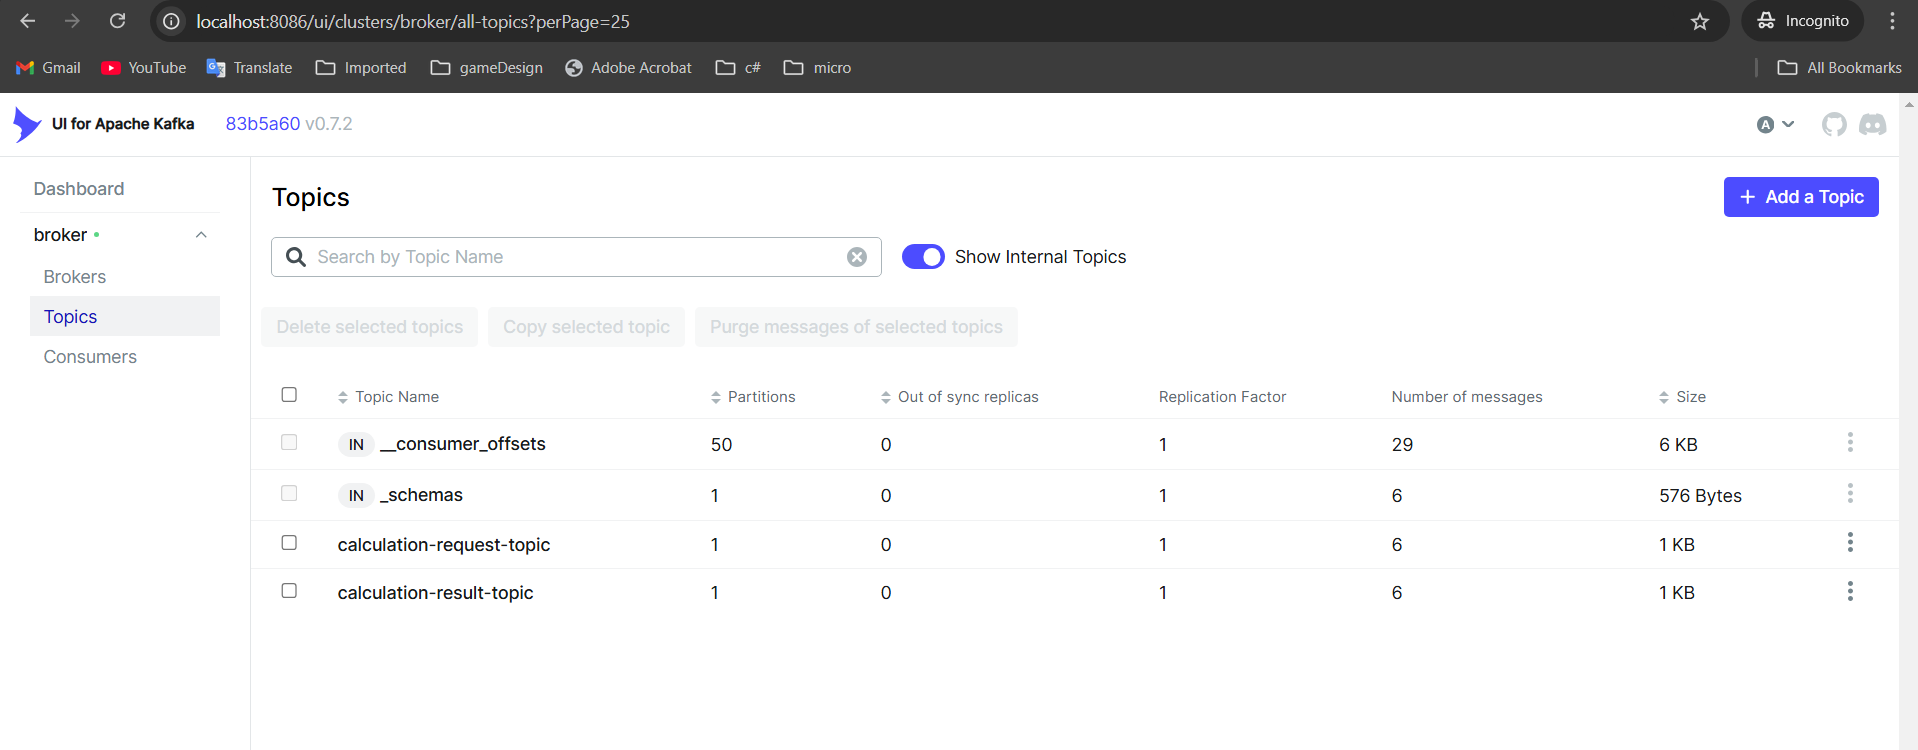 localhost:8086/ui/clusters/broker/all-topics?perPage=25 Incognito
Gmail YouTube Translate Imported gameDesign Adobe Acrobat c# micro All Bookmarks
UI for Apache Kafka 83b5a60 v0.7.2 A
Dashboard
broker
Brokers
Topics
Consumers
Topics
+ Add a Topic
Search by Topic Name Show Internal Topics
Delete selected topics Copy selected topic Purge messages of selected topics
Topic Name Partitions Out of sync replicas Replication Factor Number of messages Size
IN __consumer_offsets 50 0 1 29 6 KB
IN _schemas 1 0 1 6 576 Bytes
calculation-request-topic 1 0 1 6 1 KB
calculation-result-topic 1 0 1 6 1 KB